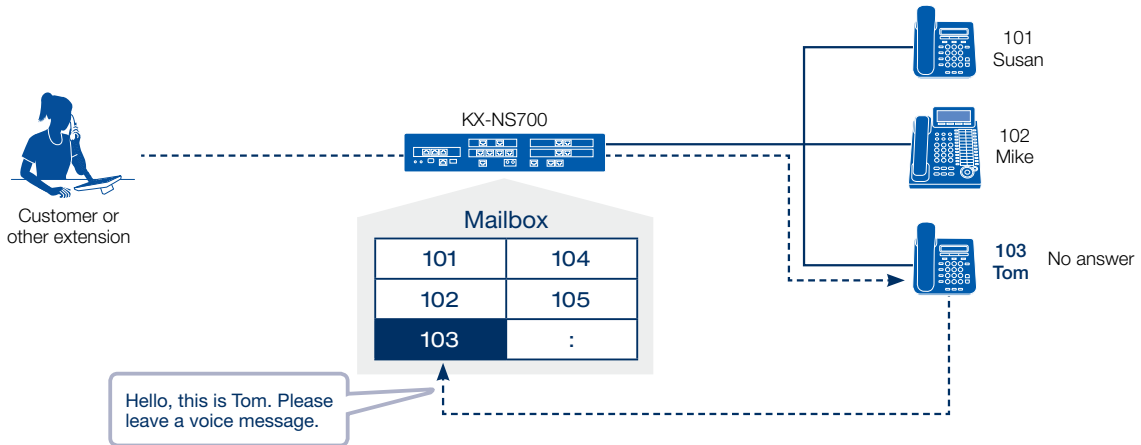 101
Susan
KX-NS700
102
Mike
Customer or
other extension
Mailbox
101
104
102
105
103
:
103
Tom
No answer
Hello, this is Tom. Please
leave a voice message.